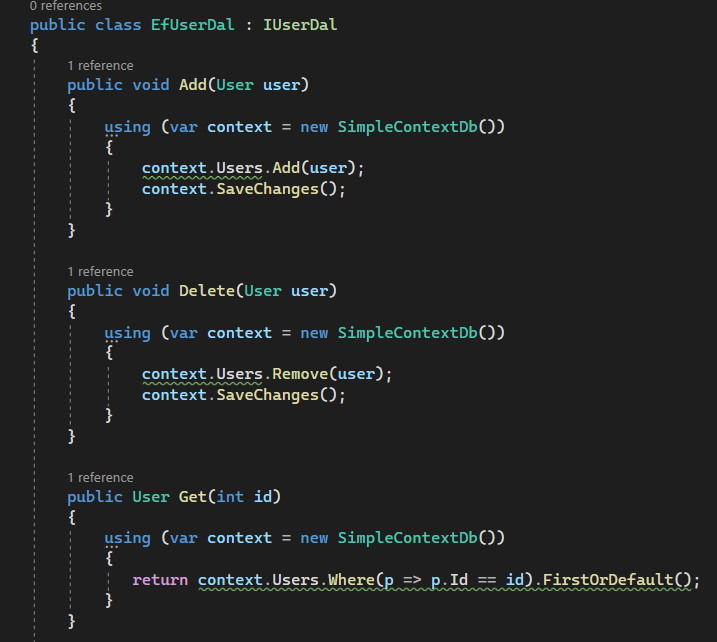 0 references
public class EfUserDal : IUserDal
{
1 reference
public void Add(User user)
{
using (var context = new SimpleContextDb())
{
context.Users.Add(user);
context.SaveChanges();
}
}
1 reference
public void Delete(User user)
{
using (var context = new SimpleContextDb())
{
context.Users.Remove(user);
context.SaveChanges();
}
}
1 reference
public User Get(int id)
{
using (var context = new SimpleContextDb())
{
return context.Users.Where(p => p.Id == id).FirstOrDefault();
}
}